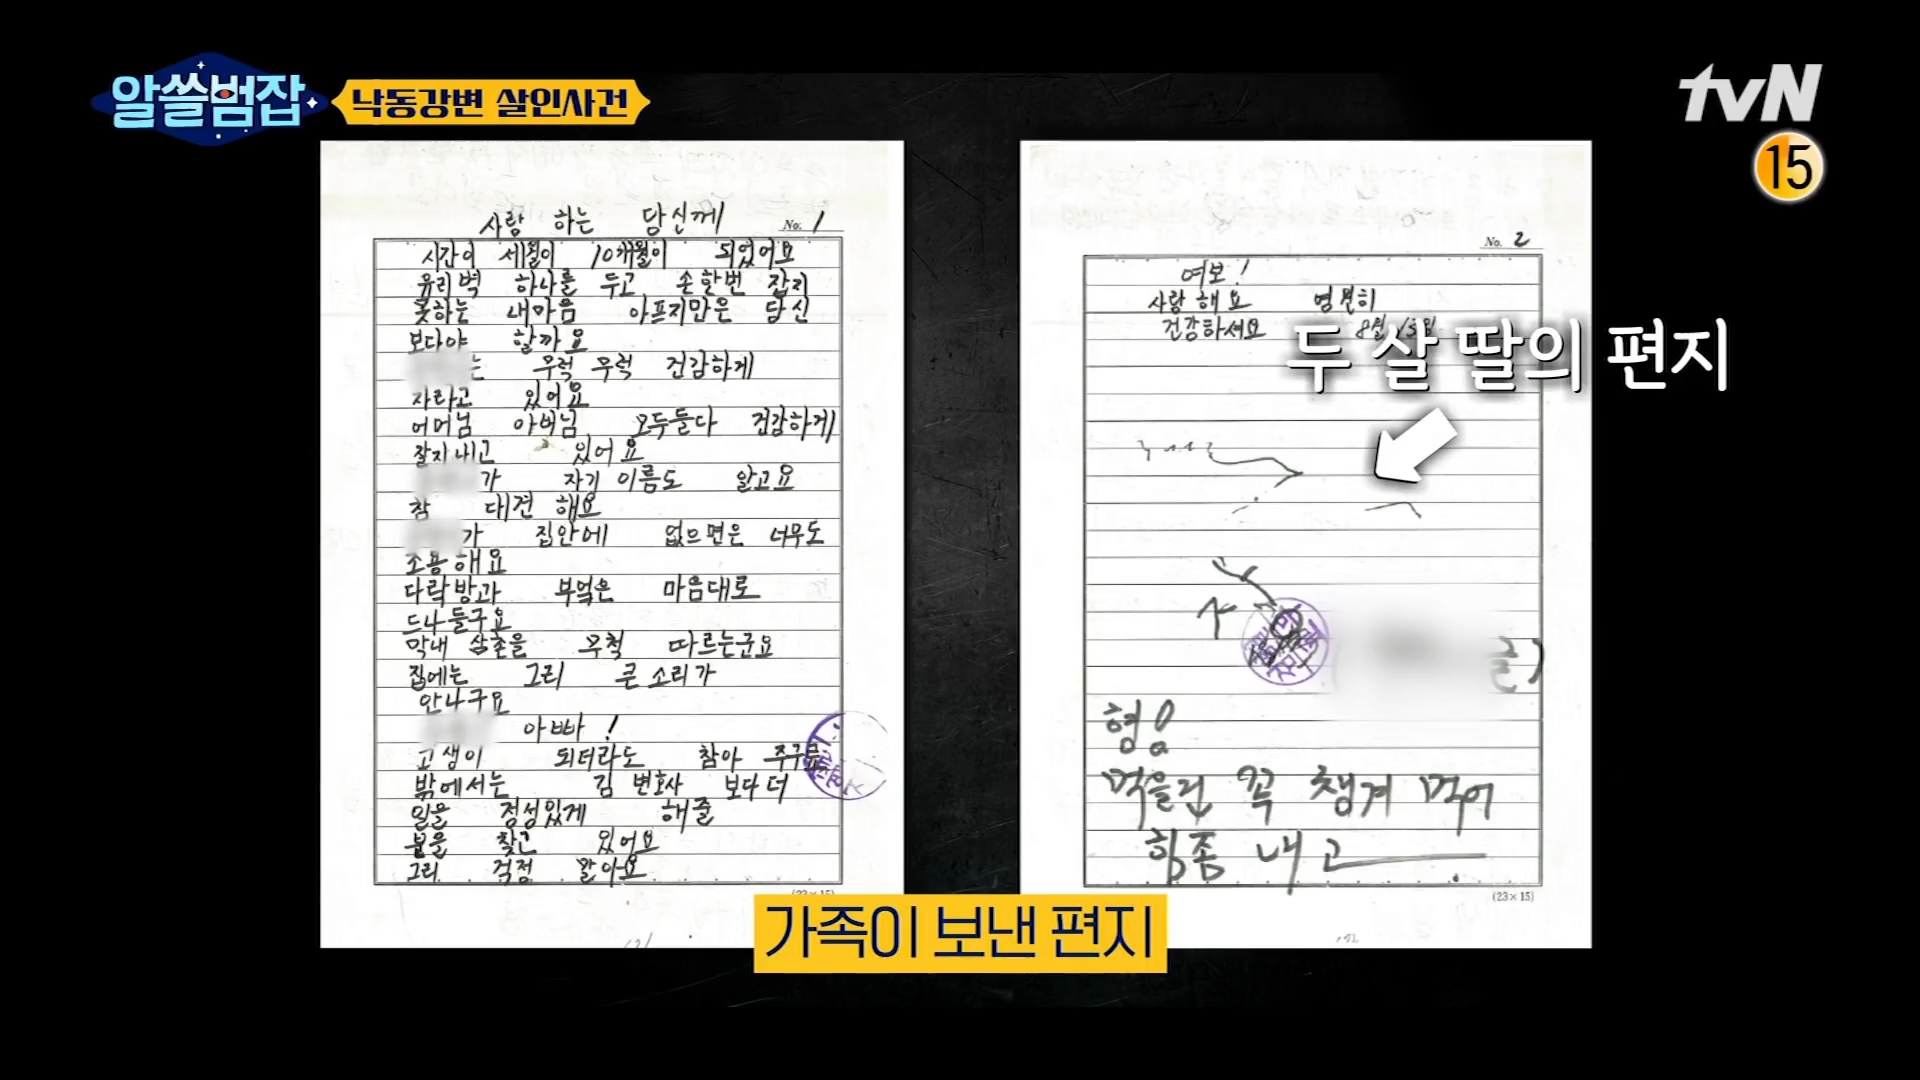 알쓸범잡
낙동강변 살인사건
tvN
15
사랑 하는 당신께
No. 1
시간이 세월이 10개월이 되었어요
유리벽 하나를 두고 손한번 잡지
못하는 내마음 아프지만은 당신
보다야 할까요
는 무럭 무럭 건감하게
자라고 있어요
어머님 아버님 모두들다 건감하게
잘지내고 있어요
가 자기 이름도 알고요
참 대견 해요
가 집안에 없으면은 너무도
조용해요
다락방과 부엌은 마음대로
드나들구요
막내 삼촌을 무척 따르는군요
집에는 그리 큰 소리가
안나구요
아빠!
고생이 되더라도 참아 주구료
밖에서는 김 변호사 보다 더
일을 정성있게 해줄
분을 찾고 있어요
그리 걱정 말아요
No. 2
여보!
사랑해요 영원히
건강하세요 8월
두 살 딸의 편지
글)
형아
먹을건 꼭 챙겨 먹어
힘좀 내고
(23×15)
가족이 보낸 편지